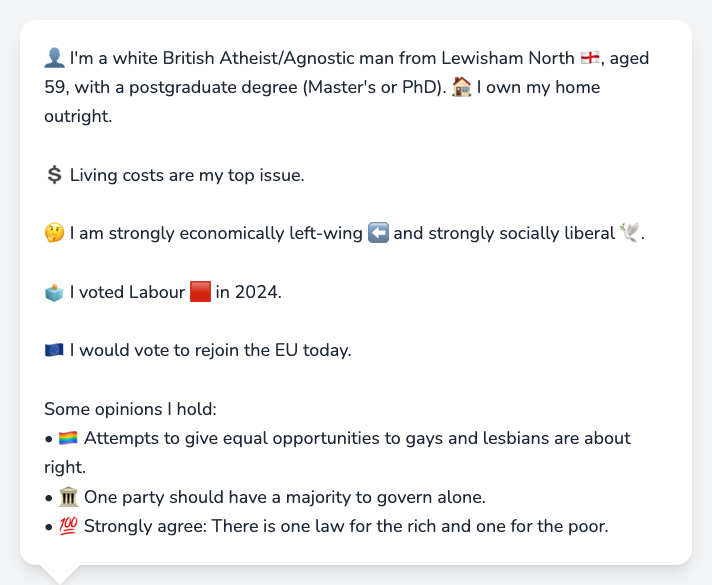 👤 I'm a white British Atheist/Agnostic man from Lewisham North 🏴󠁧󠁢󠁥󠁮󠁧󠁿, aged
59, with a postgraduate degree (Master's or PhD). 🏠 I own my home
outright.
💲 Living costs are my top issue.
🤔 I am strongly economically left-wing ⬅️ and strongly socially liberal 🕊️.
🗳️ I voted Labour 🟥 in 2024.
🇪🇺 I would vote to rejoin the EU today.
Some opinions I hold:
• 🏳️‍🌈 Attempts to give equal opportunities to gays and lesbians are about
right.
• 🏛️ One party should have a majority to govern alone.
• 💯 Strongly agree: There is one law for the rich and one for the poor.